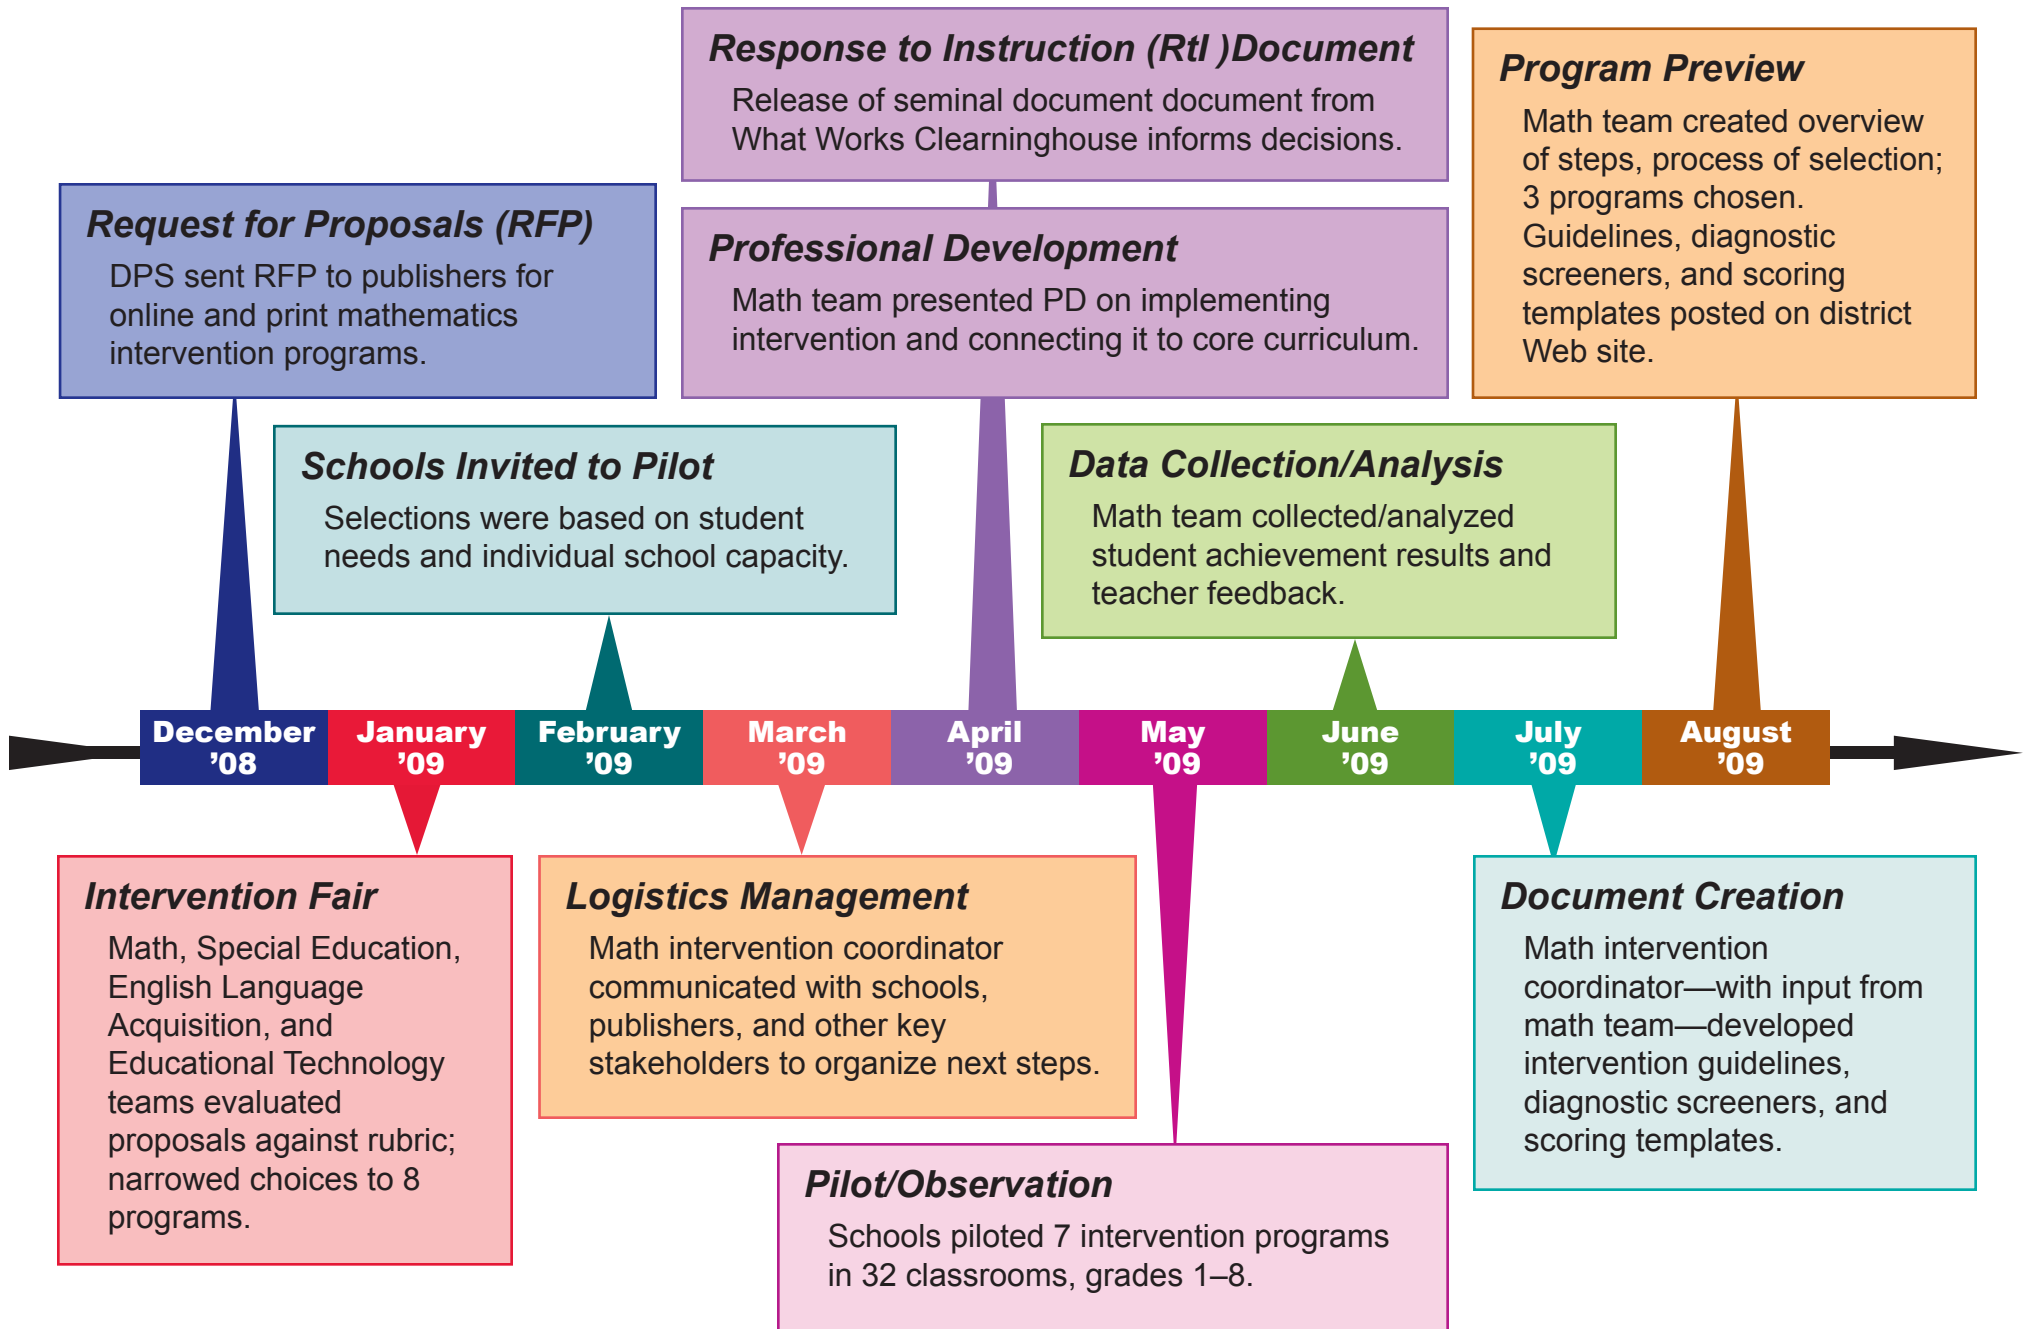 Response to Instruction (RtI )Document
Release of seminal document document from
What Works Clearninghouse informs decisions.
Program Preview
Math team created overview
of steps, process of selection;
3 programs chosen.
Guidelines, diagnostic
screeners, and scoring
templates posted on district
Web site.
Request for Proposals (RFP)
DPS sent RFP to publishers for
online and print mathematics
intervention programs.
Professional Development
Math team presented PD on implementing
intervention and connecting it to core curriculum.
Schools Invited to Pilot
Selections were based on student
needs and individual school capacity.
Data Collection/Analysis
Math team collected/analyzed
student achievement results and
teacher feedback.
December
’08
January
’09
February
’09
March
’09
April
’09
May
’09
June
’09
July
’09
August
’09
Intervention Fair
Math, Special Education,
English Language
Acquisition, and
Educational Technology
teams evaluated
proposals against rubric;
narrowed choices to 8
programs.
Logistics Management
Math intervention coordinator
communicated with schools,
publishers, and other key
stakeholders to organize next steps.
Document Creation
Math intervention
coordinator—with input from
math team—developed
intervention guidelines,
diagnostic screeners, and
scoring templates.
Pilot/Observation
Schools piloted 7 intervention programs
in 32 classrooms, grades 1–8.